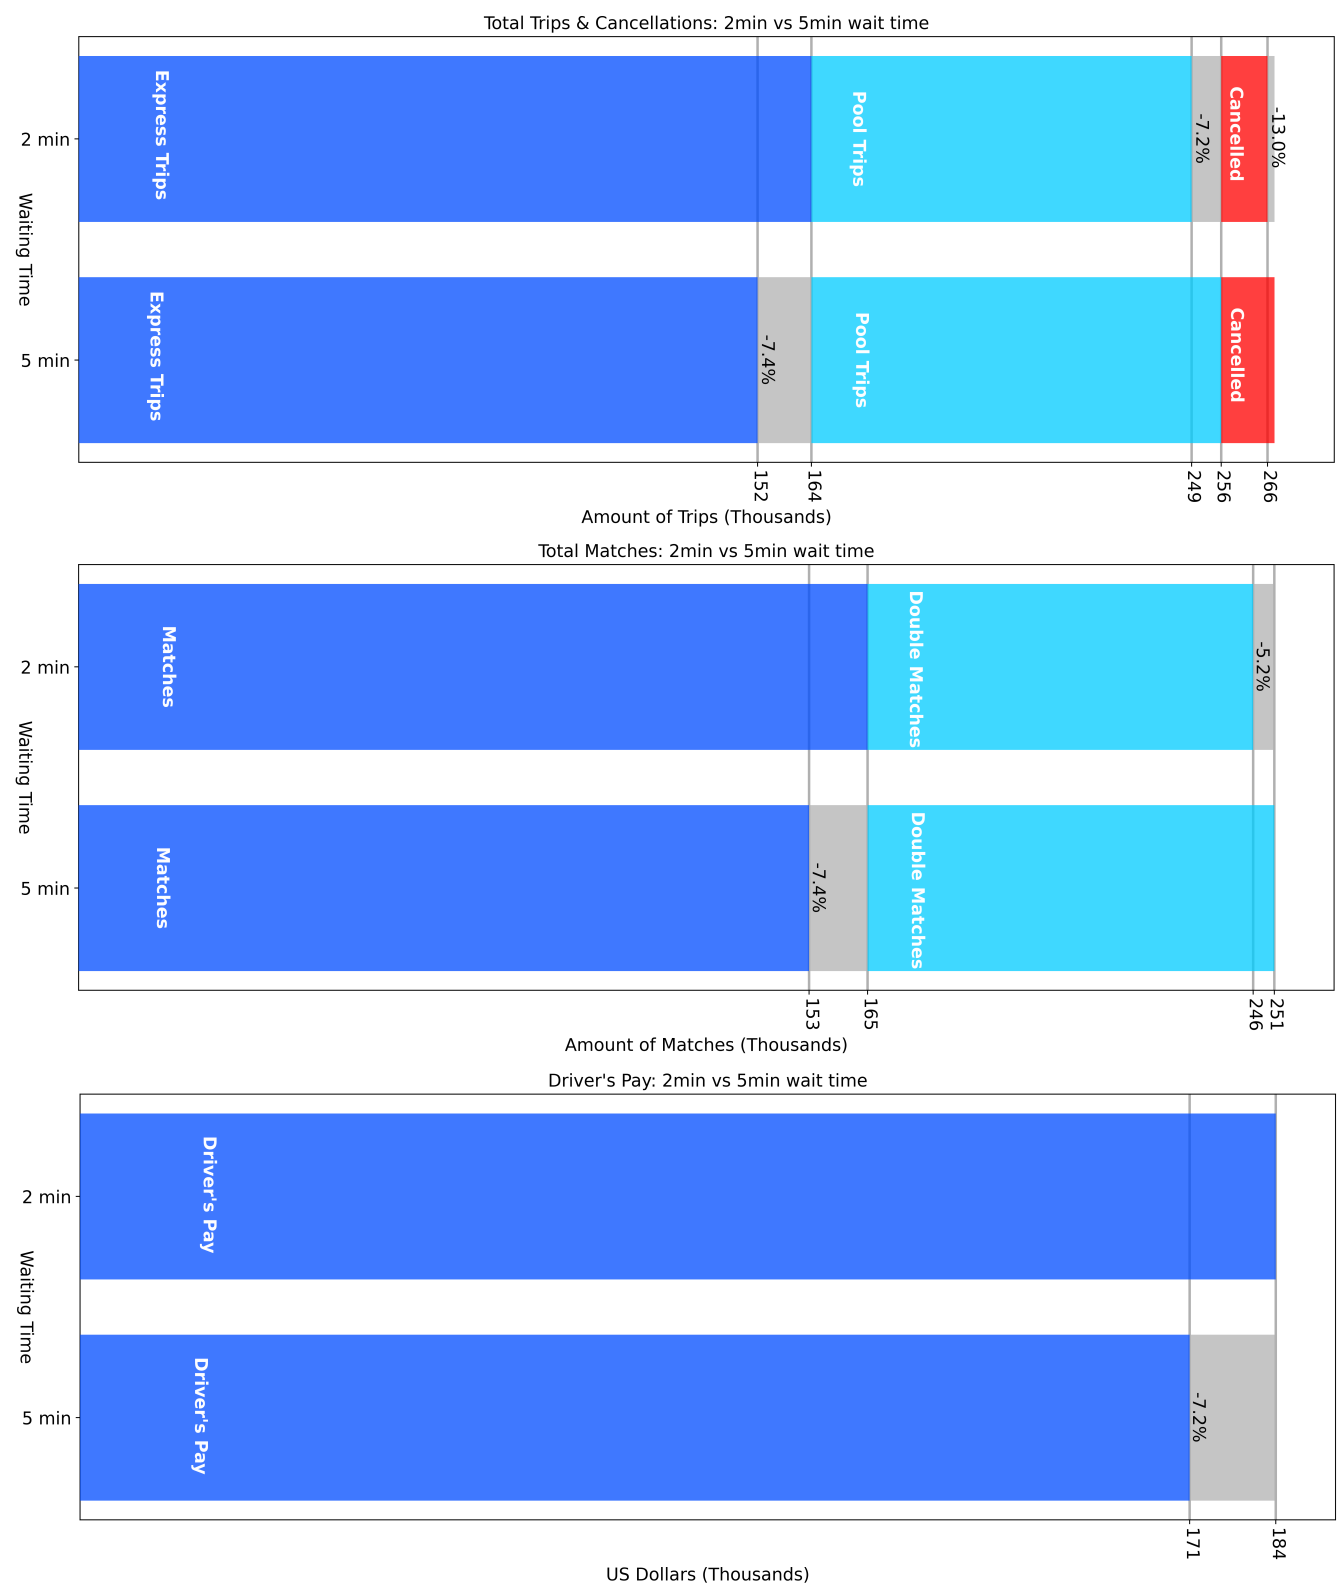 Total Trips & Cancellations: 2min vs 5min wait time
Waiting Time
2 min
Express Trips
Pool Trips
-7.2%
Cancelled
-13.0%
5 min
Express Trips
-7.4%
Pool Trips
Cancelled
152
164
249
256
266
Amount of Trips (Thousands)
Total Matches: 2min vs 5min wait time
Waiting Time
2 min
Matches
Double Matches
-5.2%
5 min
Matches
-7.4%
Double Matches
153
165
246
251
Amount of Matches (Thousands)
Driver's Pay: 2min vs 5min wait time
Waiting Time
2 min
Driver's Pay
5 min
Driver's Pay
-7.2%
171
184
US Dollars (Thousands)